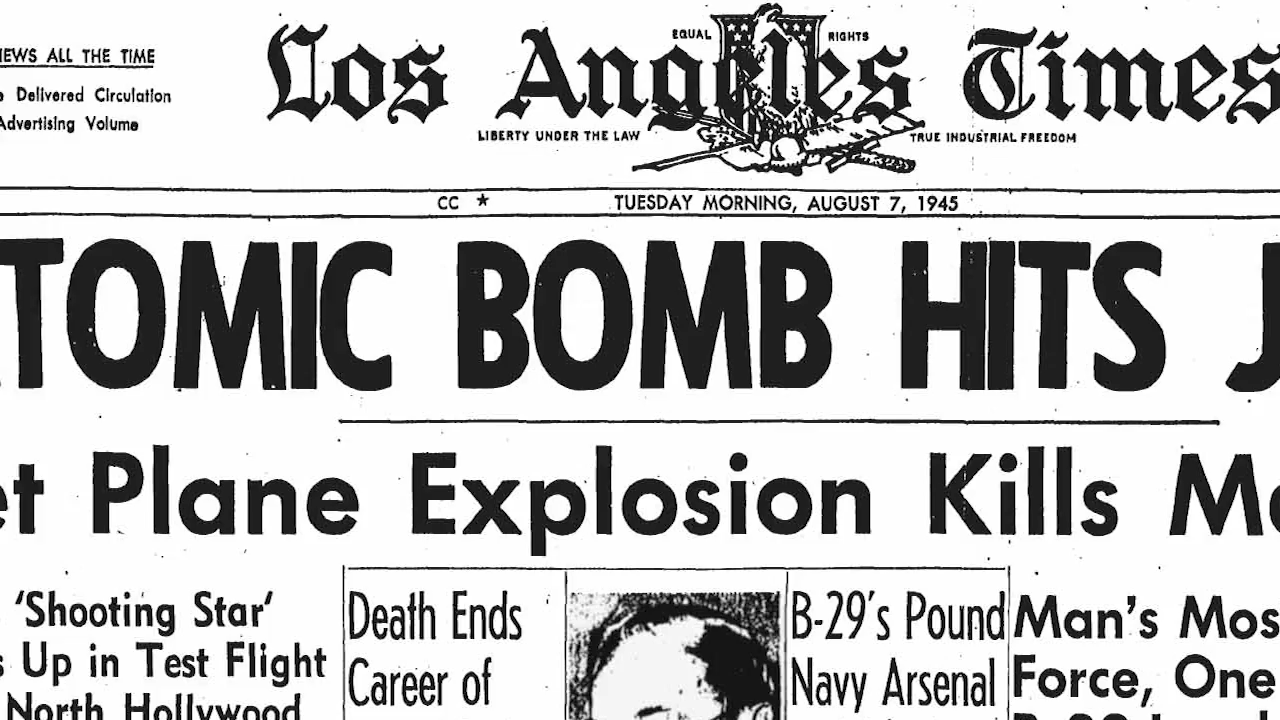 NEWS ALL THE TIME
Delivered Circulation
Advertising Volume
Los Angeles Times
EQUAL RIGHTS
LIBERTY UNDER THE LAW
TRUE INDUSTRIAL FREEDOM
CC ★
TUESDAY MORNING, AUGUST 7, 1945
TOMIC BOMB HITS J
et Plane Explosion Kills Ma
‘Shooting Star’
s Up in Test Flight
North Hollywood
Death Ends
Career of
B-29's Pound
Navy Arsenal
Man's Mos
Force, One